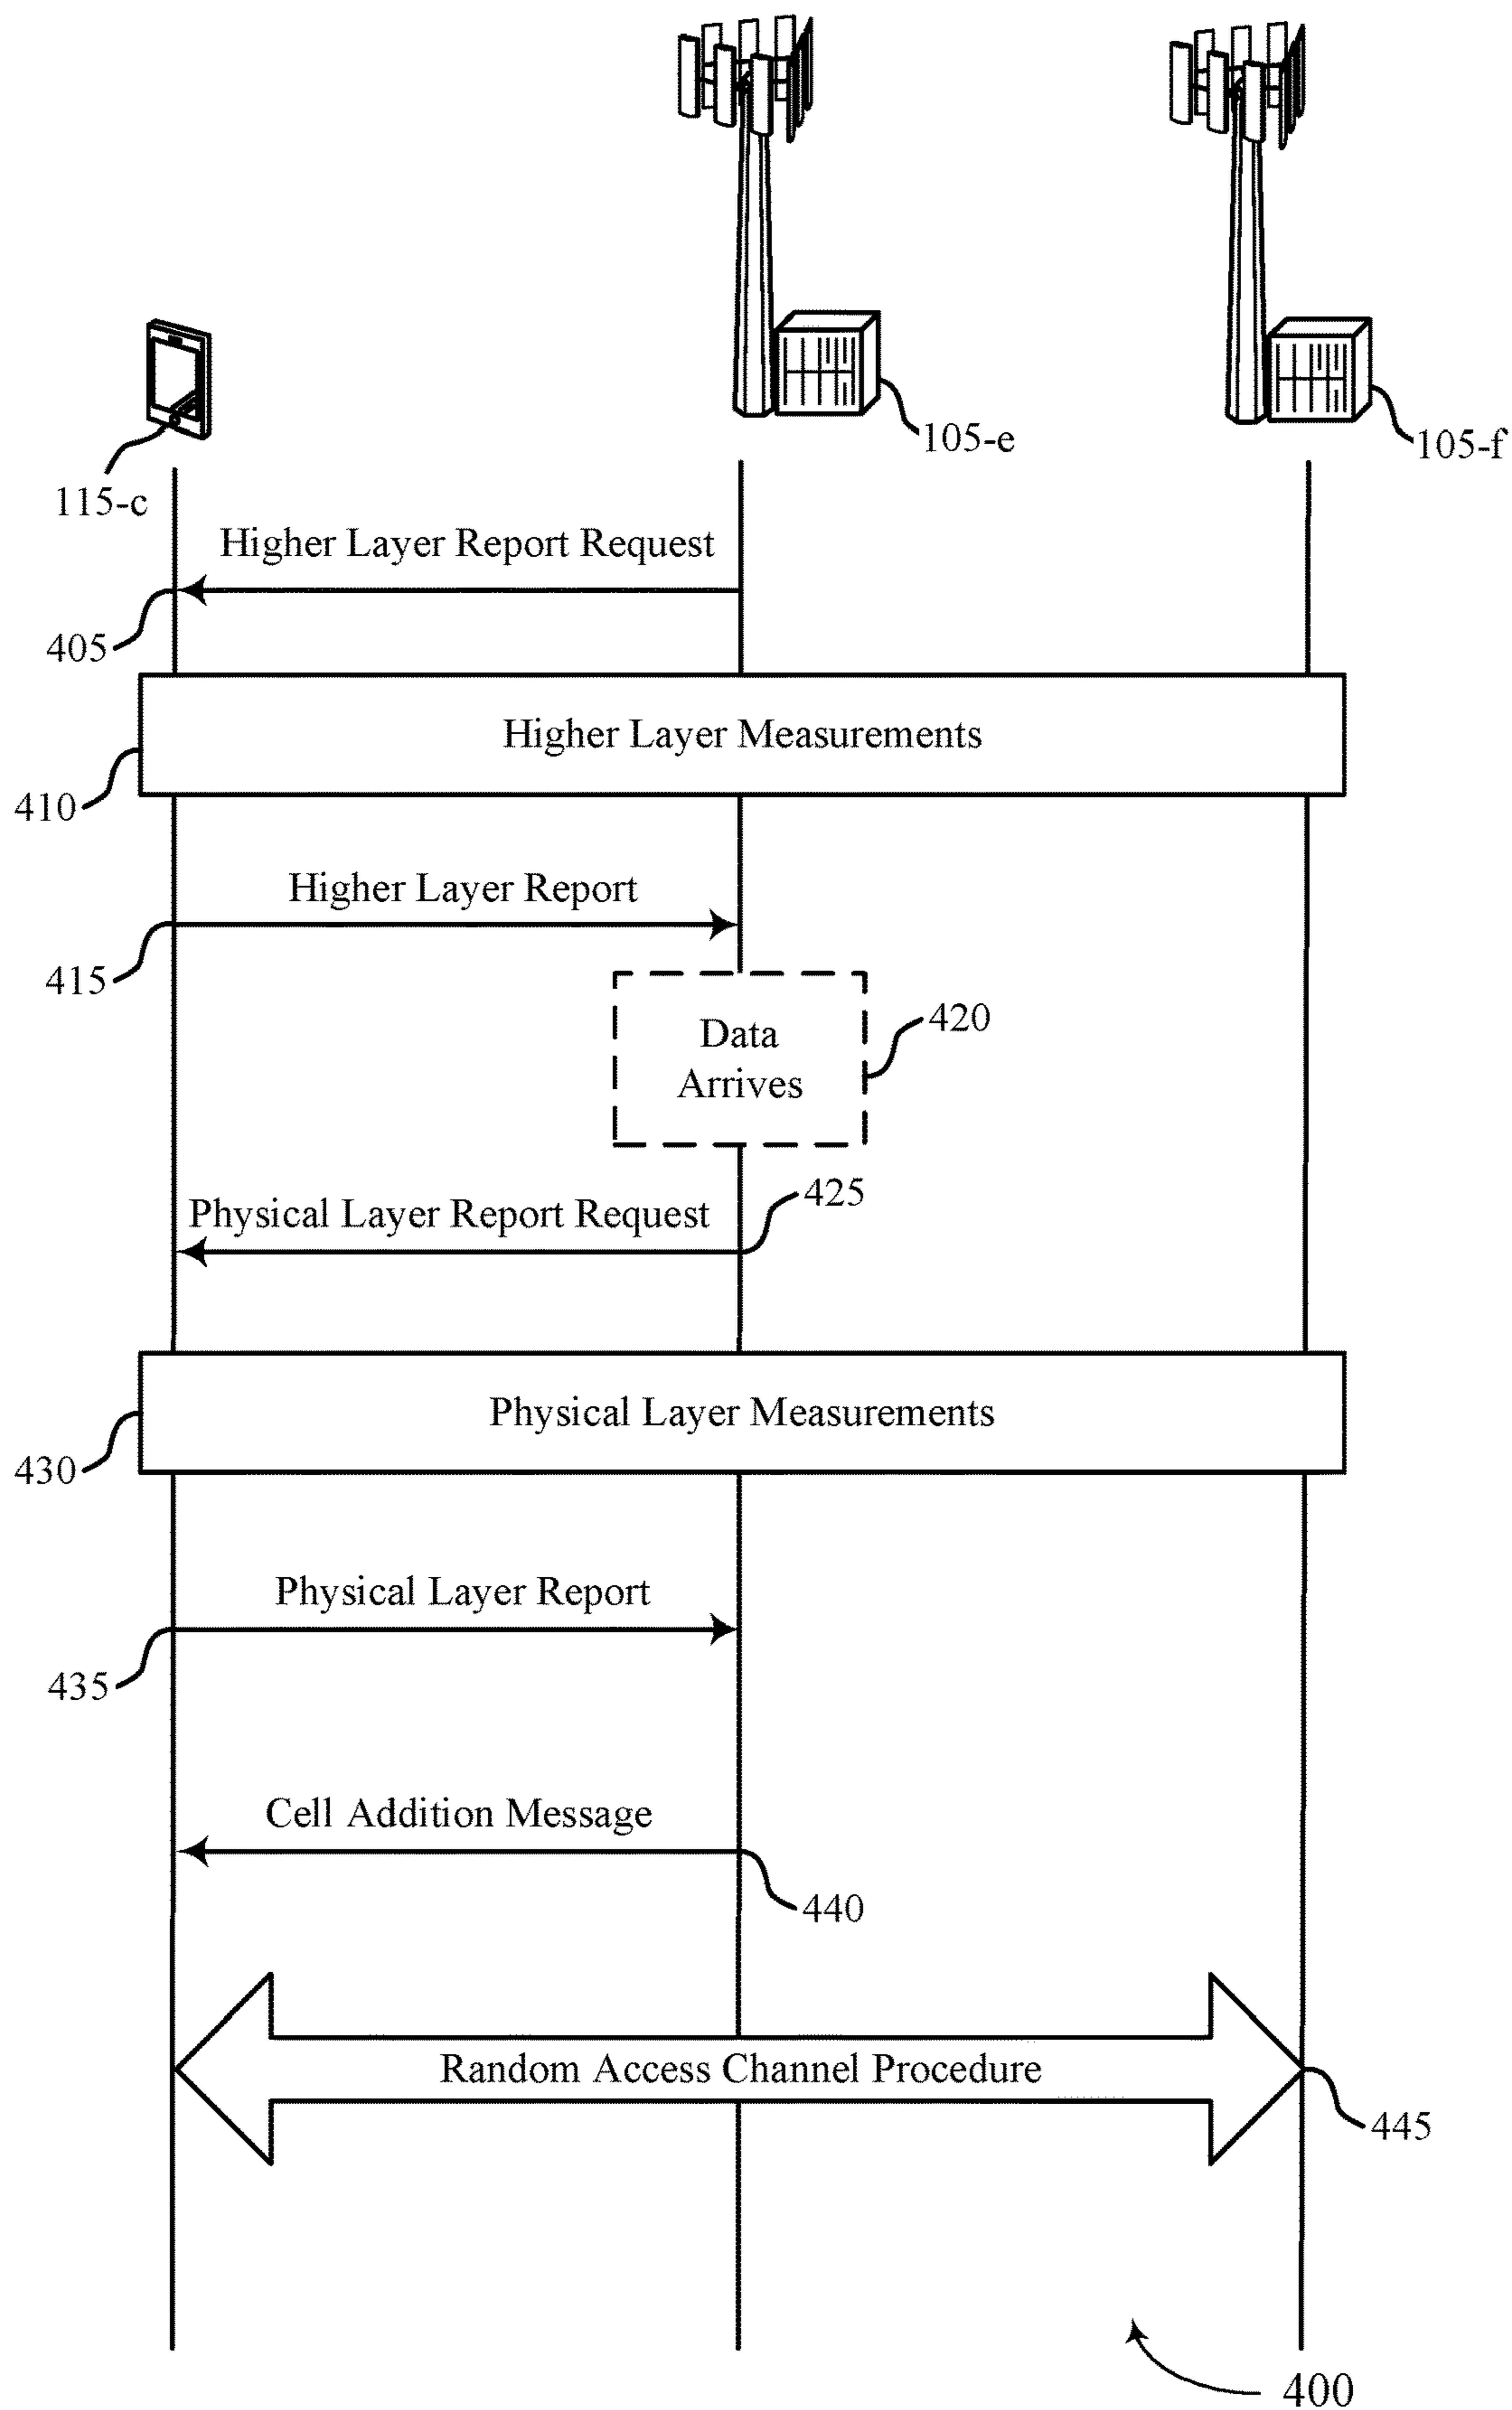 105-e
105-f
115-c
Higher Layer Report Request
405
Higher Layer Measurements
410
Higher Layer Report
415
Data
Arrives
420
425
Physical Layer Report Request
Physical Layer Measurements
430
Physical Layer Report
435
Cell Addition Message
440
Random Access Channel Procedure
445
400